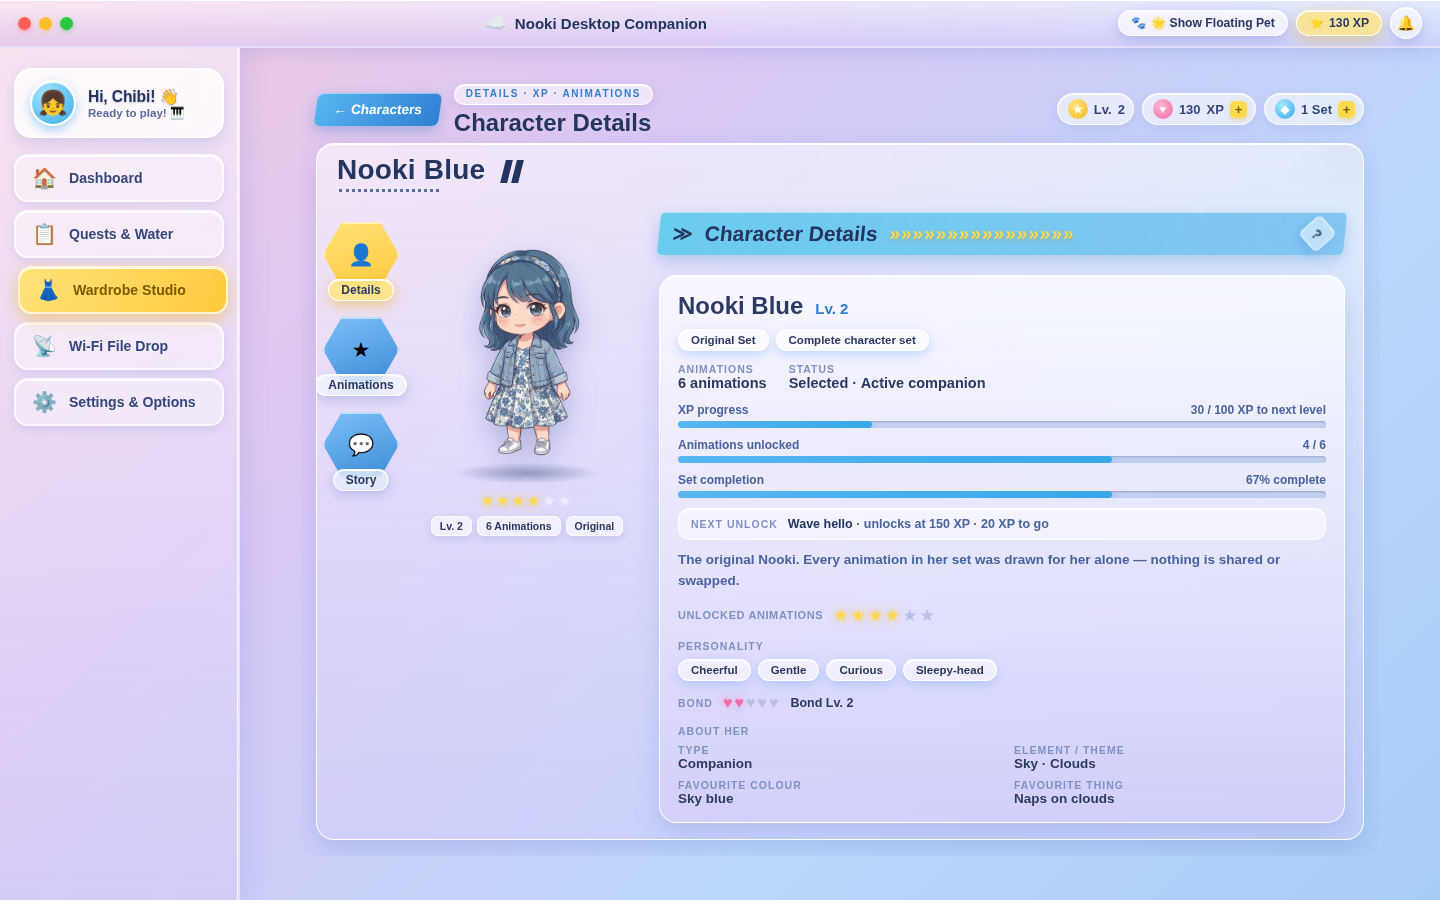 Nooki Desktop Companion
Show Floating Pet
130 XP
Hi, Chibi!
Ready to play!
Dashboard
Quests & Water
Wardrobe Studio
Wi-Fi File Drop
Settings & Options
← Characters
DETAILS · XP · ANIMATIONS
Character Details
Lv. 2
130 XP +
1 Set +
Nooki Blue
Details
Animations
Story
Lv. 2
6 Animations
Original
≫ Character Details »»»»»»»»»»»»»»»»
Nooki Blue Lv. 2
Original Set
Complete character set
ANIMATIONS
6 animations
STATUS
Selected · Active companion
XP progress
30 / 100 XP to next level
Animations unlocked
4 / 6
Set completion
67% complete
NEXT UNLOCK Wave hello · unlocks at 150 XP · 20 XP to go
The original Nooki. Every animation in her set was drawn for her alone — nothing is shared or
swapped.
UNLOCKED ANIMATIONS
PERSONALITY
Cheerful
Gentle
Curious
Sleepy-head
BOND
Bond Lv. 2
ABOUT HER
TYPE
Companion
ELEMENT / THEME
Sky · Clouds
FAVOURITE COLOUR
Sky blue
FAVOURITE THING
Naps on clouds